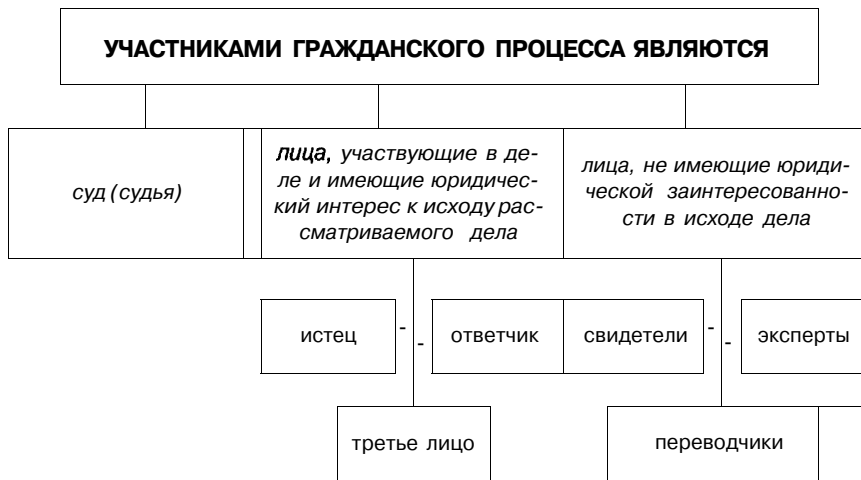 УЧАСТНИКАМИ ГРАЖДАНСКОГО ПРОЦЕССА ЯВЛЯЮТСЯ
суд (судья)
лица, участвующие в де-
ле и имеющие юридичес-
кий интерес к исходу рас-
сматриваемого дела
лица, не имеющие юриди-
ческой заинтересованно-
сти в исходе дела
истец
ответчик
свидетели
эксперты
третье лицо
переводчики